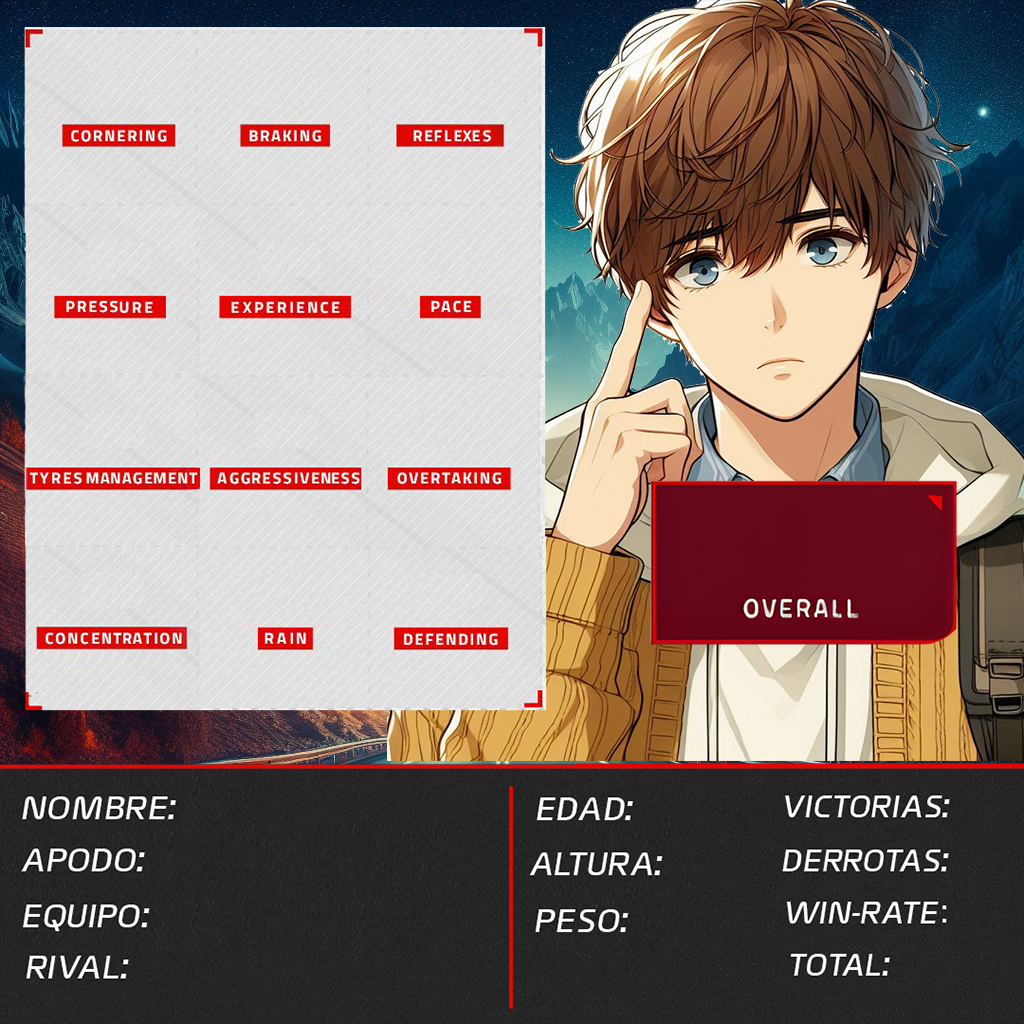 CORNERING BRAKING REFLEXES
PRESSURE EXPERIENCE PACE
TYRES MANAGEMENT AGGRESSIVENESS OVERTAKING
OVERALL
CONCENTRATION RAIN DEFENDING
NOMBRE:
APODO:
EQUIPO:
RIVAL:
EDAD:
ALTURA:
PESO:
VICTORIAS:
DERROTAS:
WIN-RATE:
TOTAL: